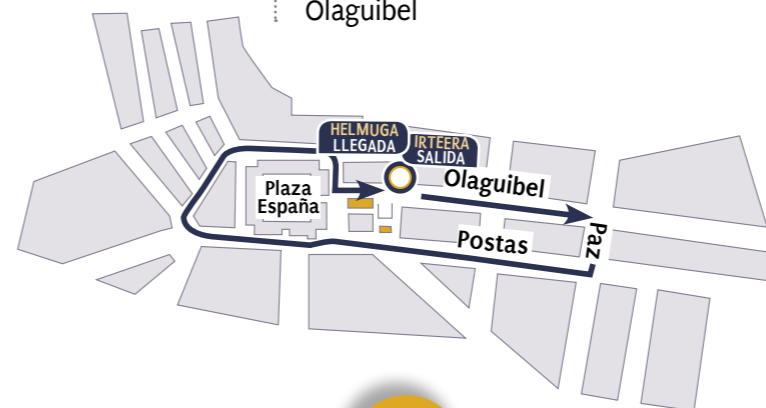 Olaguibel
HELMUGA
LLEGADA
IRTEERA
SALIDA
Olaguibel
Plaza
España
Postas
Paz